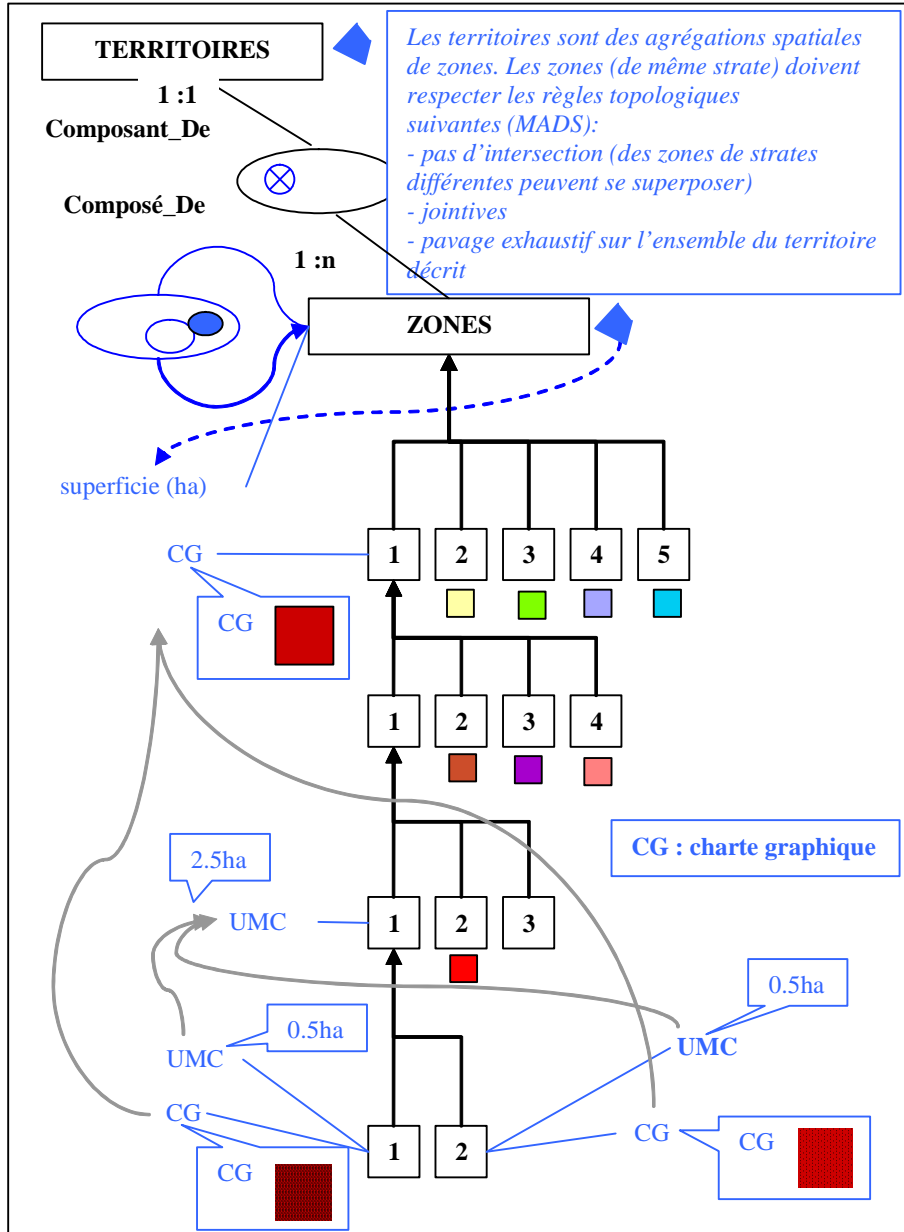 TERRITOIRES
Les territoires sont des agrégations spatiales
de zones. Les zones (de même strate) doivent
respecter les règles topologiques
suivantes (MADS):
- pas d'intersection (des zones de strates
différentes peuvent se superposer)
- jointives
- pavage exhaustif sur l'ensemble du territoire
décrit
1 :1
Composant_De
Composé_De
1 :n
ZONES
superficie (ha)
CG
1 2 3 4 5
CG
1 2 3 4
CG : charte graphique
2.5ha
UMC
1 2 3
0.5ha
0.5ha
UMC
UMC
CG
1 2
CG
CG
CG